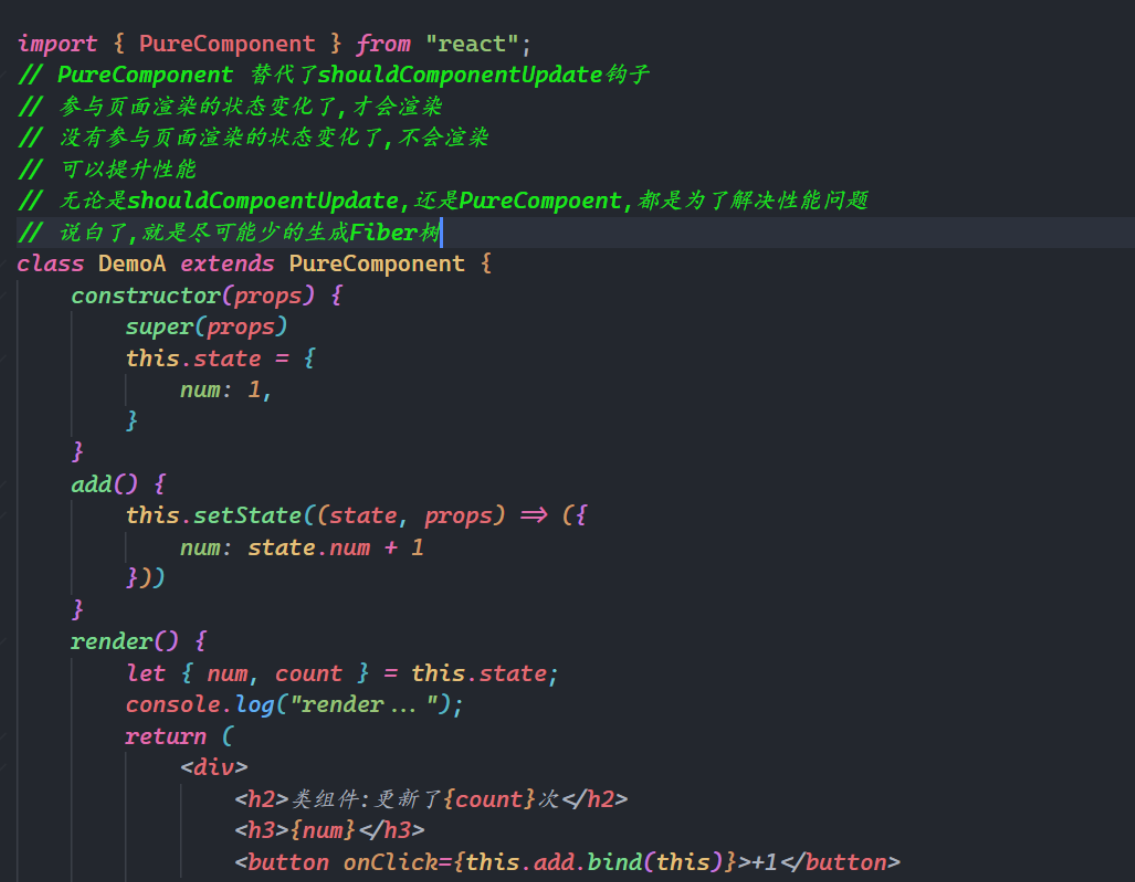 import { PureComponent } from "react";
// PureComponent 替代了shouldComponentUpdate钩子
// 参与页面渲染的状态变化了,才会渲染
// 没有参与页面渲染的状态变化了,不会渲染
// 可以提升性能
// 无论是shouldCompoentUpdate,还是PureCompoent,都是为了解决性能问题
// 说白了,就是尽可能少的生成Fiber树
class DemoA extends PureComponent {
    constructor(props) {
        super(props)
        this.state = {
            num: 1,
        }
    }
    add() {
        this.setState((state, props) => ({
            num: state.num + 1
        }))
    }
    render() {
        let { num, count } = this.state;
        console.log("render...");
        return (
            <div>
                <h2>类组件:更新了{count}次</h2>
                <h3>{num}</h3>
                <button onClick={this.add.bind(this)}>+1</button>